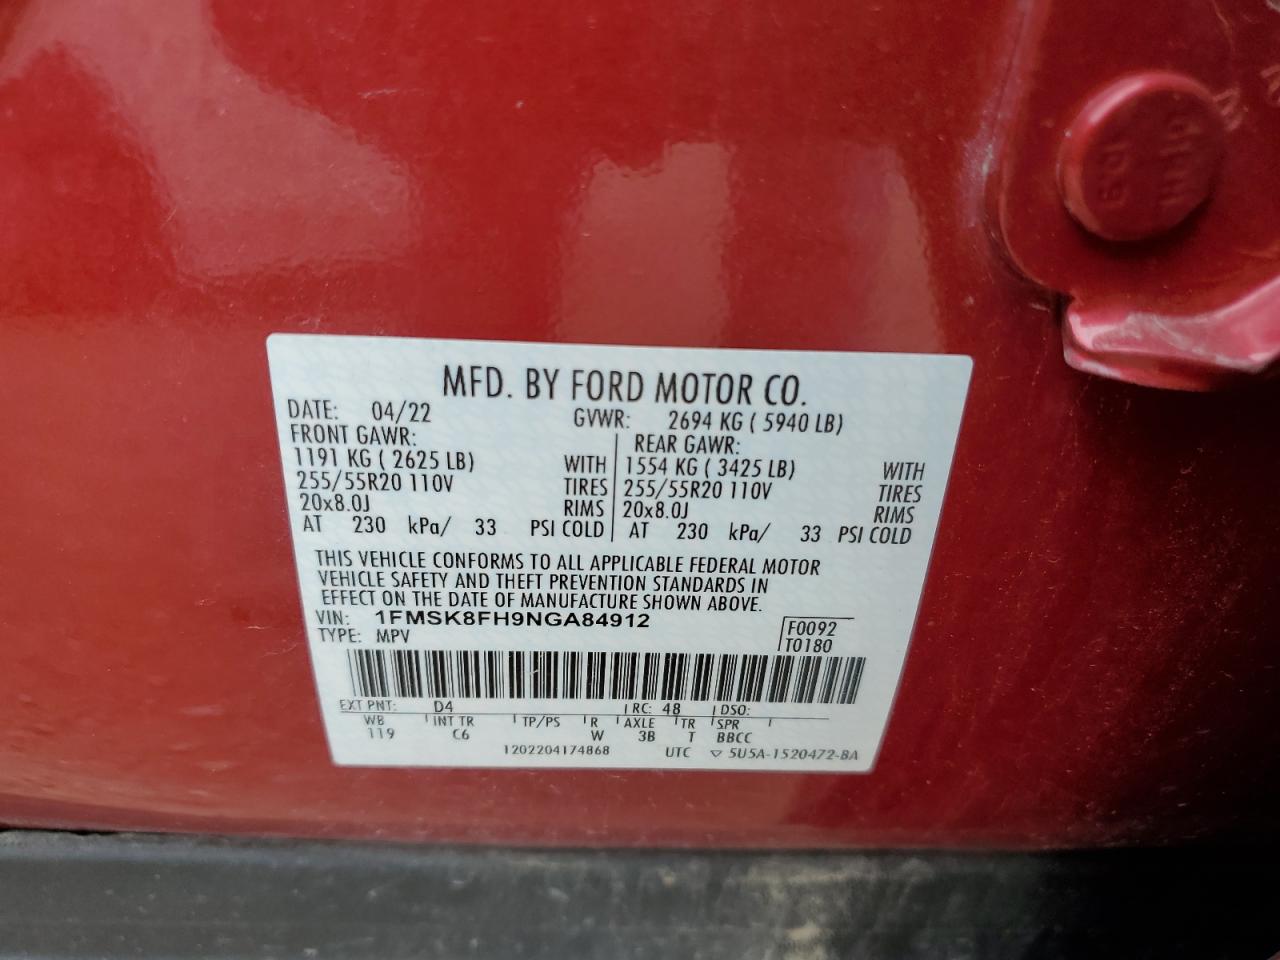 MFD. BY FORD MOTOR CO.
DATE: 04/22 GVWR: 2694 KG ( 5940 LB)
FRONT GAWR: REAR GAWR:
1191 KG ( 2625 LB) WITH 1554 KG ( 3425 LB) WITH
255/55R20 110V TIRES 255/55R20 110V TIRES
20x8.0J RIMS 20x8.0J RIMS
AT 230 kPa/ 33 PSI COLD AT 230 kPa/ 33 PSI COLD
THIS VEHICLE CONFORMS TO ALL APPLICABLE FEDERAL MOTOR
VEHICLE SAFETY AND THEFT PREVENTION STANDARDS IN
EFFECT ON THE DATE OF MANUFACTURE SHOWN ABOVE.
VIN: 1FMSK8FH9NGA84912
TYPE: MPV
F0092
T0180
EXT PNT: D4 RC: 48 DSO:
WB INT TR TP/PS R AXLE TR SPR
119 C6 W 3B T BBCC
1202204174868 UTC ▽ 5U5A-1520472-BA